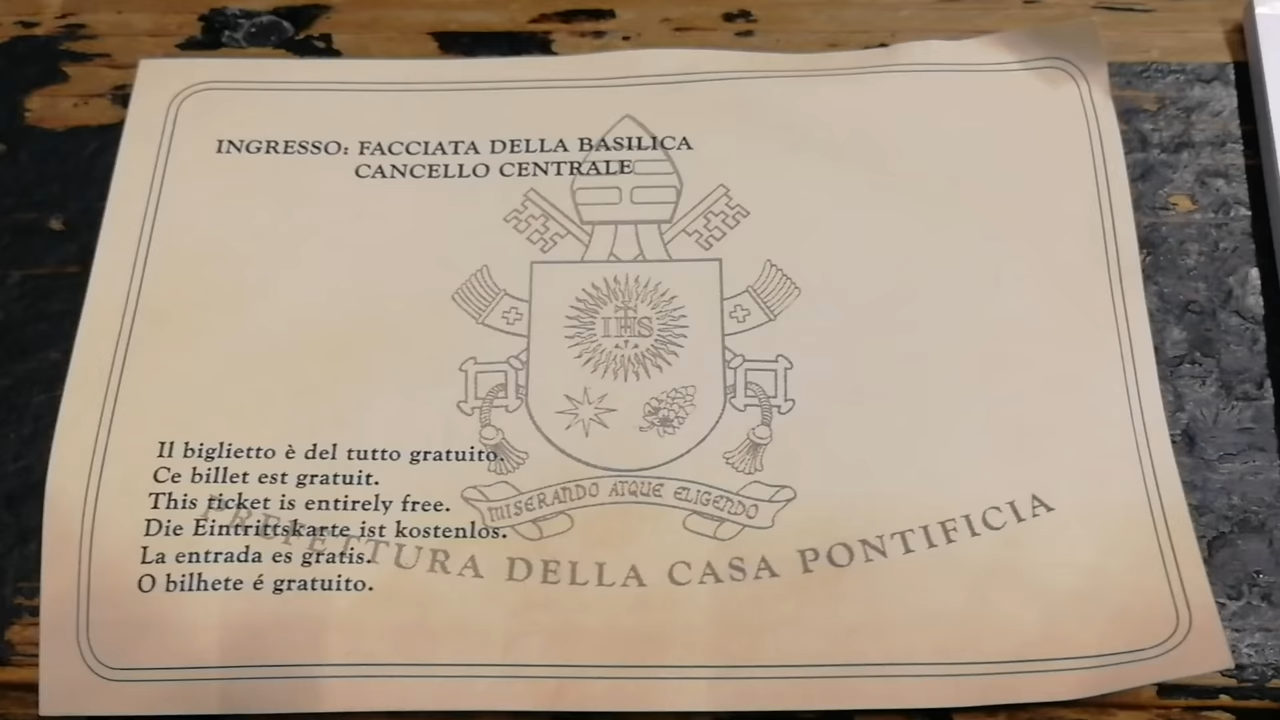 INGRESSO: FACCIATA DELLA BASILICA
CANCELLO CENTRALE
IHS
Il biglietto è del tutto gratuito.
Ce billet est gratuit.
This ticket is entirely free.
Die Eintrittskarte ist kostenlos.
La entrada es gratis.
O bilhete é gratuito.
MISERANDO ATQUE ELIGENDO
PREFETTURA DELLA CASA PONTIFICIA